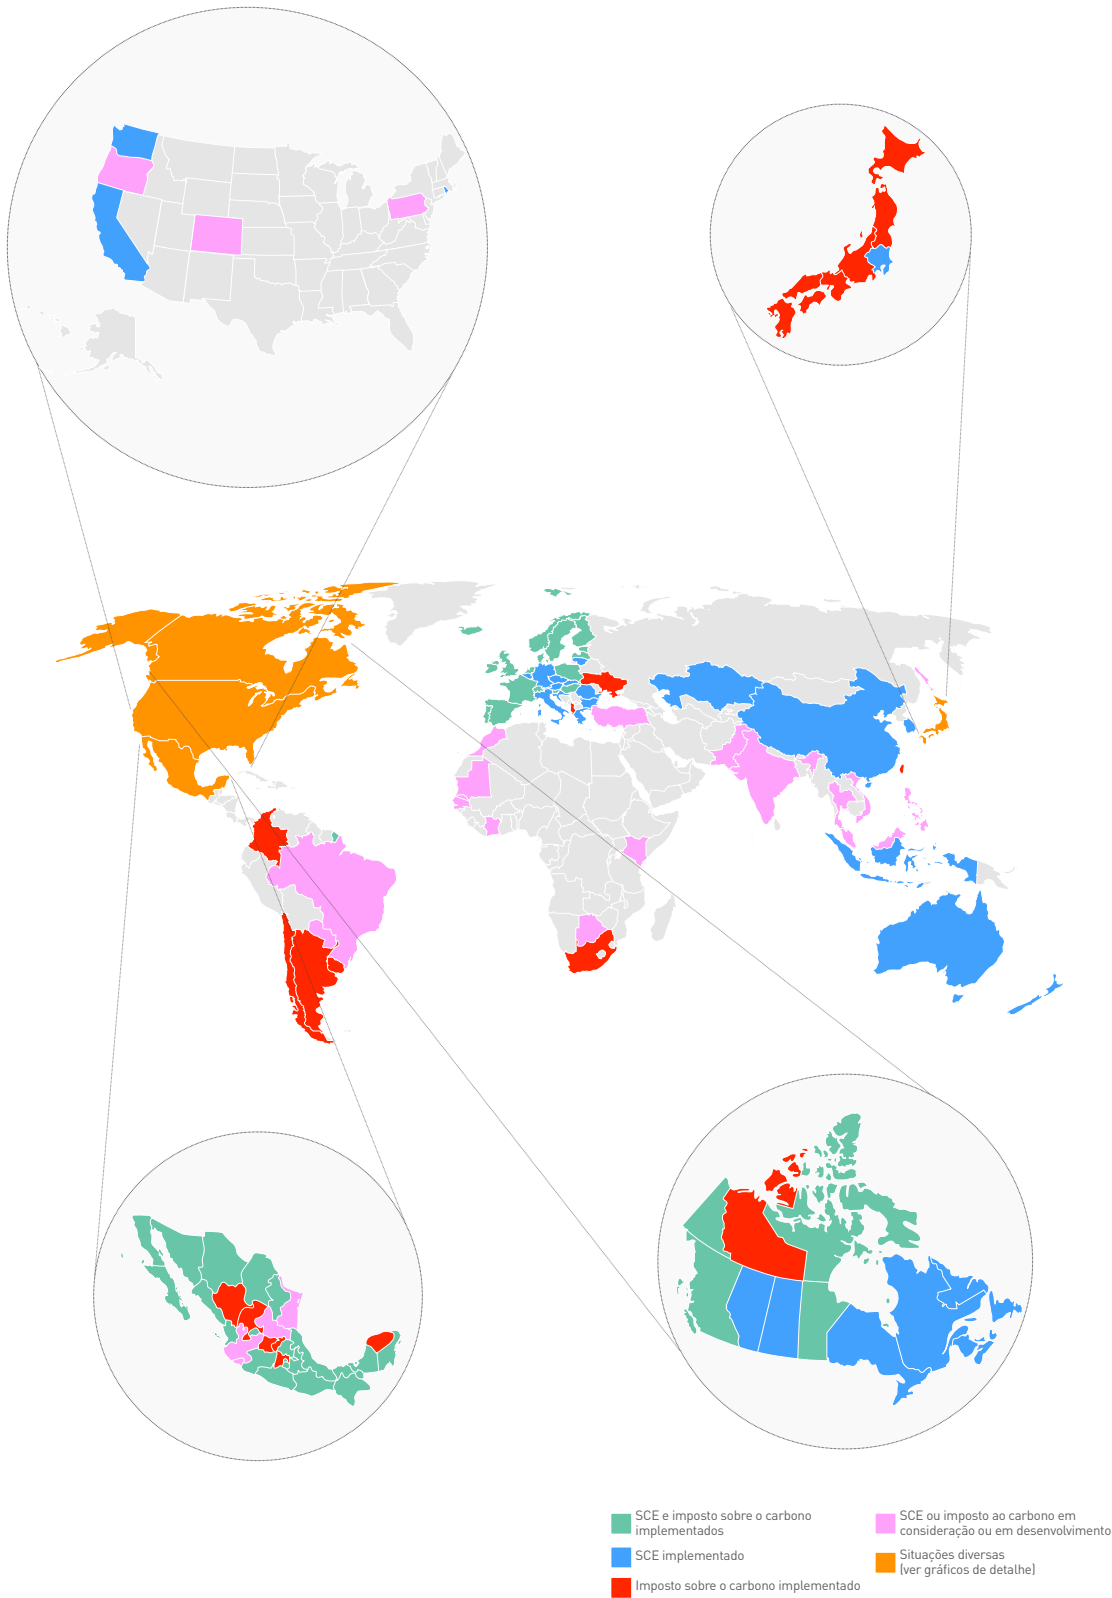 SCE e imposto sobre o carbono
implementados
SCE implementado
Imposto sobre o carbono implementado
SCE ou imposto ao carbono em
consideração ou em desenvolvimento
Situações diversas
(ver gráficos de detalhe)